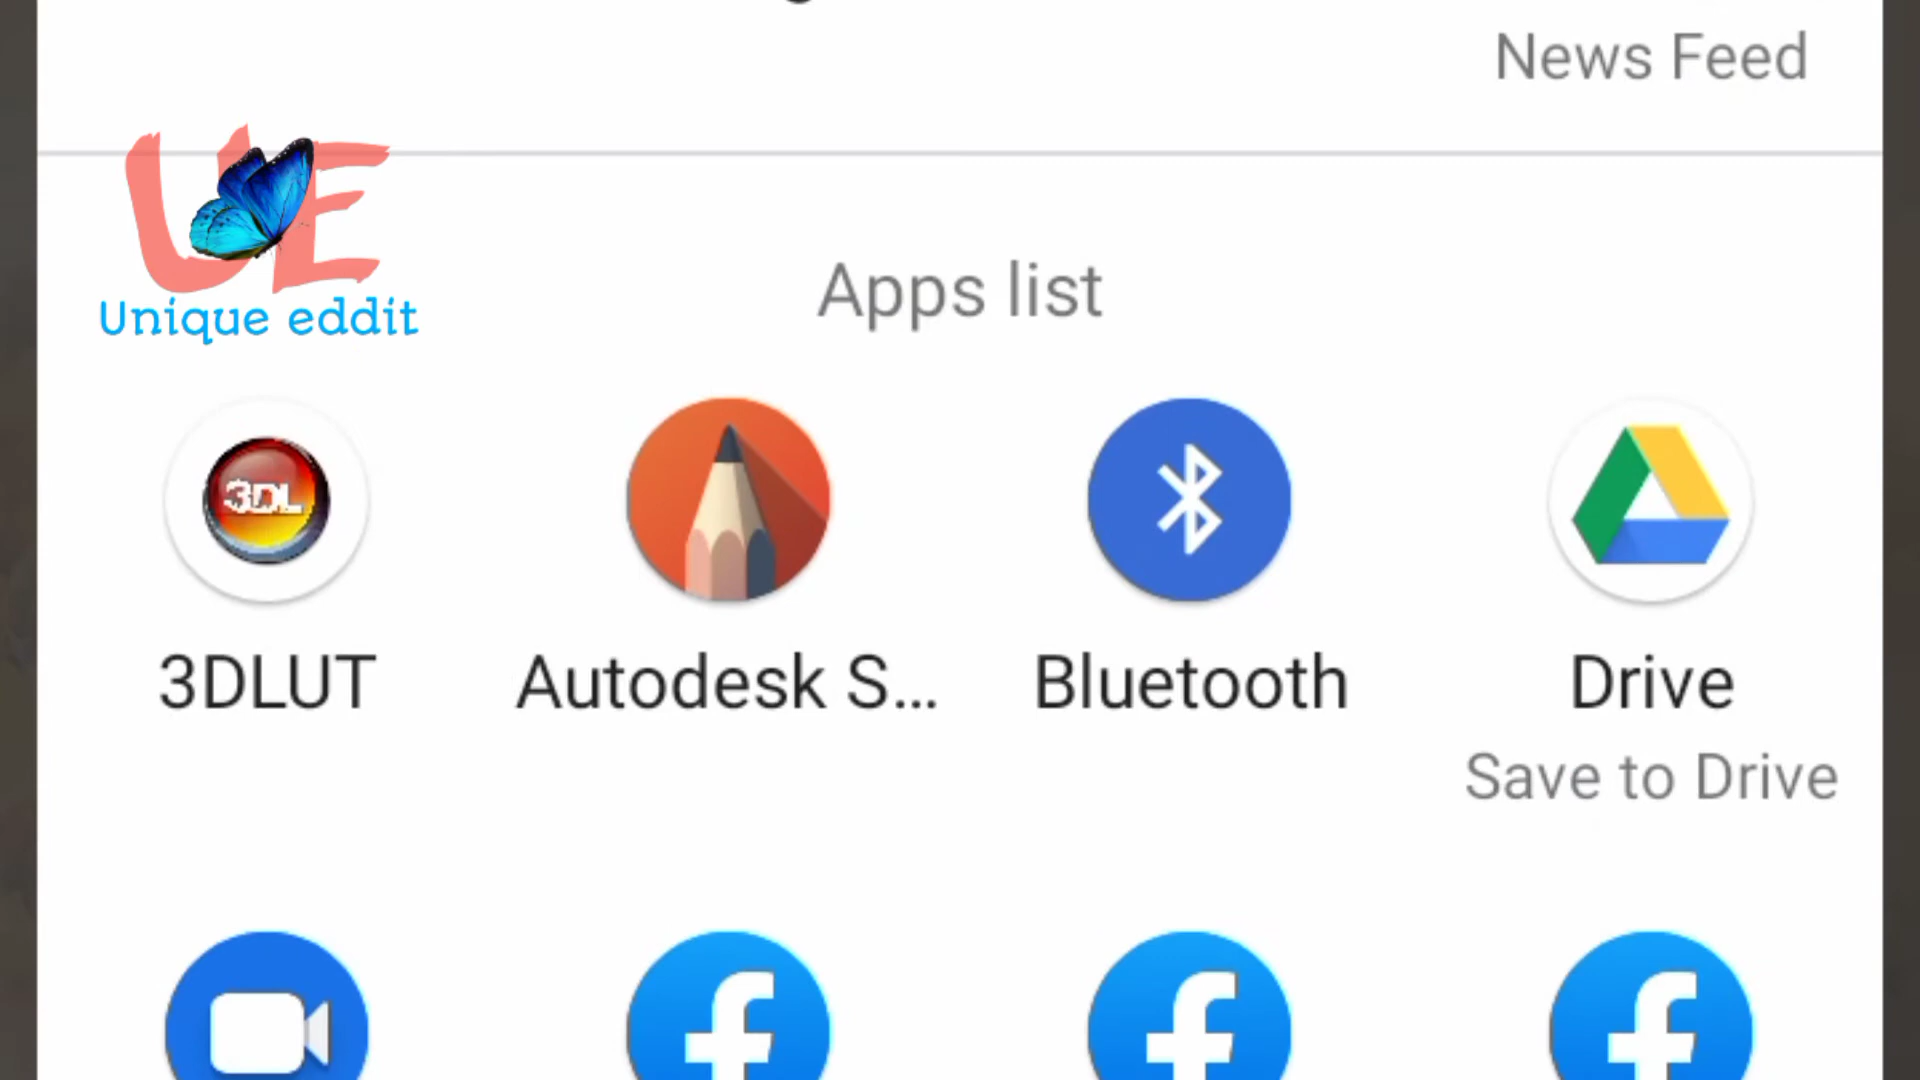 News Feed
UE
Unique eddit
Apps list
3DL
3DLUT
Autodesk S...
Bluetooth
Drive
Save to Drive